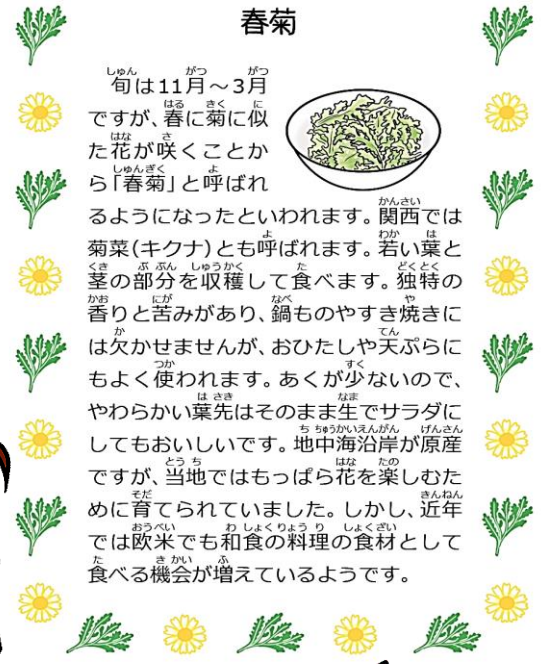 春菊
旬は11月～3月
ですが、春に菊に似
た花が咲くことか
ら「春菊」と呼ばれ
るようになったといわれます。関西では
菊菜(キクナ)とも呼ばれます。若い葉と
茎の部分を収穫して食べます。独特の
香りと苦みがあり、鍋ものやすき焼きに
は欠かせませんが、おひたしや天ぷらに
もよく使われます。あくが少ないので、
やわらかい葉先はそのまま生でサラダに
してもおいしいです。地中海沿岸が原産
ですが、当地ではもっぱら花を楽しむた
めに育てられていました。しかし、近年
では欧米でも和食の料理の食材として
食べる機会が増えているようです。